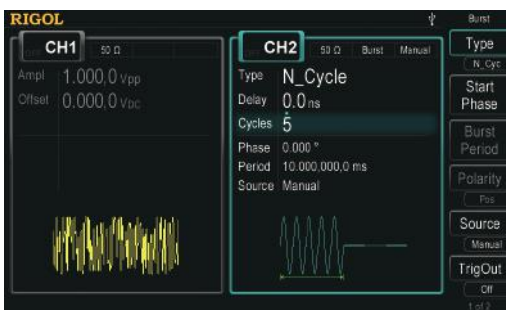 RIGOL
CH1
50 Ω
Ampl 1.000,0 Vpp
Offset 0.000,0 VDC
CH2
50 Ω Burst Manual
Type N_Cycle
Delay 0.0 ns
Cycles 5
Phase 0.000 °
Period 10.000,000,0 ms
Source Manual
Burst
Type
N_Cyc
Start
Phase
Burst
Period
Polarity
Pos
Source
Manual
TrigOut
Off
1 of 2